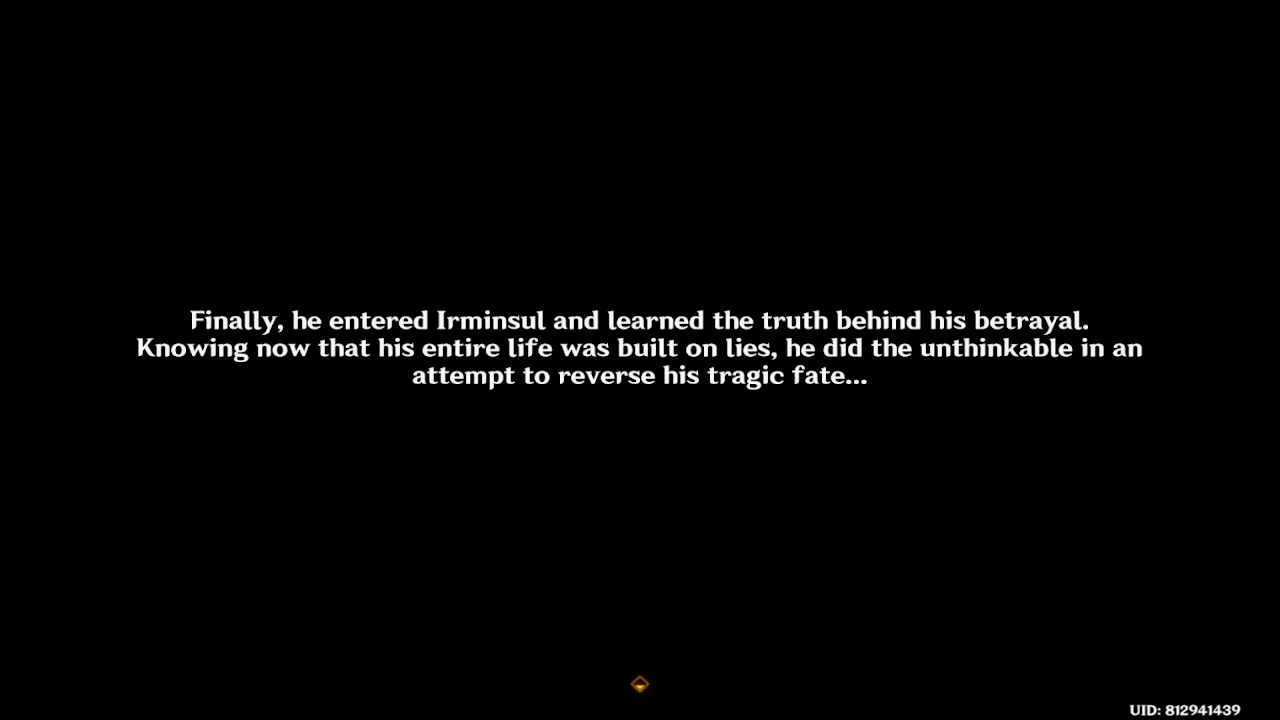 Finally, he entered Irminsul and learned the truth behind his betrayal.
Knowing now that his entire life was built on lies, he did the unthinkable in an
attempt to reverse his tragic fate...
UID: 812941439